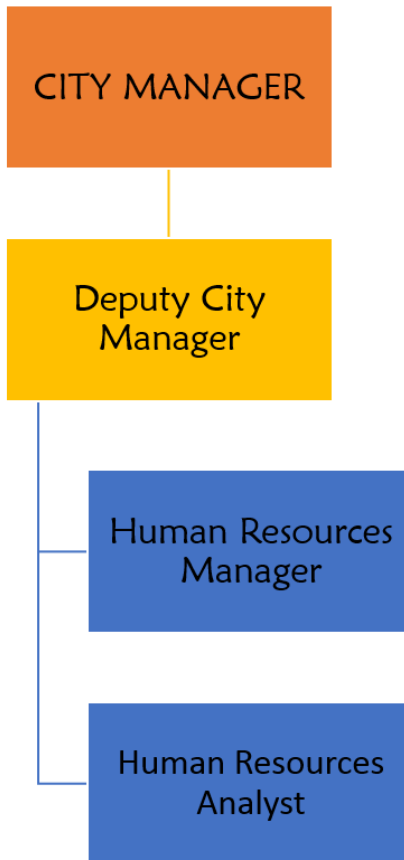 CITY MANAGER
Deputy City
Manager
Human Resources
Manager
Human Resources
Analyst